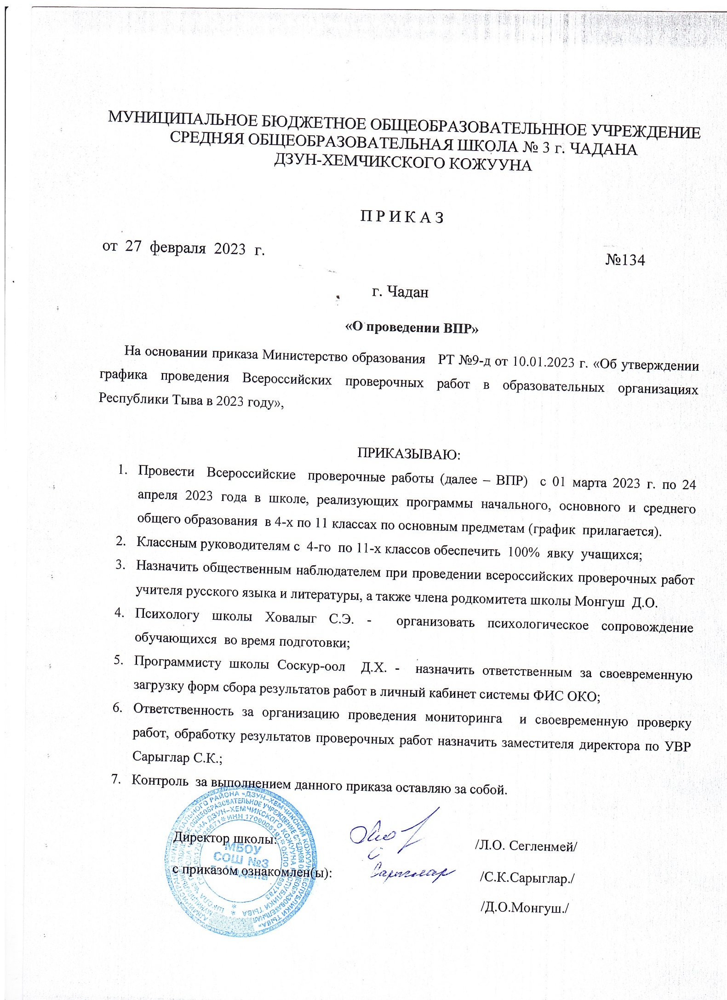 МУНИЦИПАЛЬНОЕ БЮДЖЕТНОЕ ОБЩЕОБРАЗОВАТЕЛЬННОЕ УЧРЕЖДЕНИЕ
СРЕДНЯЯ ОБЩЕОБРАЗОВАТЕЛЬНАЯ ШКОЛА № 3 г. ЧАДАНА
ДЗУН-ХЕМЧИКСКОГО КОЖУУНА
П Р И К А З
от 27 февраля 2023 г.
№134
г. Чадан
«О проведении ВПР»
На основании приказа Министерство образования РТ №9-д от 10.01.2023 г. «Об утверждении
графика проведения Всероссийских проверочных работ в образовательных организациях
Республики Тыва в 2023 году»,
ПРИКАЗЫВАЮ:
1. Провести Всероссийские проверочные работы (далее – ВПР) с 01 марта 2023 г. по 24
апреля 2023 года в школе, реализующих программы начального, основного и среднего
общего образования в 4-х по 11 классах по основным предметам (график прилагается).
2. Классным руководителям с 4-го по 11-х классов обеспечить 100% явку учащихся;
3. Назначить общественным наблюдателем при проведении всероссийских проверочных работ
учителя русского языка и литературы, а также члена родкомитета школы Монгуш Д.О.
4. Психологу школы Ховалыг С.Э. - организовать психологическое сопровождение
обучающихся во время подготовки;
5. Программисту школы Соскур-оол Д.Х. - назначить ответственным за своевременную
загрузку форм сбора результатов работ в личный кабинет системы ФИС ОКО;
6. Ответственность за организацию проведения мониторинга и своевременную проверку
работ, обработку результатов проверочных работ назначить заместителя директора по УВР
Сарыглар С.К.;
7. Контроль за выполнением данного приказа оставляю за собой.
Директор школы:
/Л.О. Сегленмей/
с приказом ознакомлен(ы):
Сарыглар
/С.К.Сарыглар./
/Д.О.Монгуш./
МБОУ
СОШ №3
г. Чадана